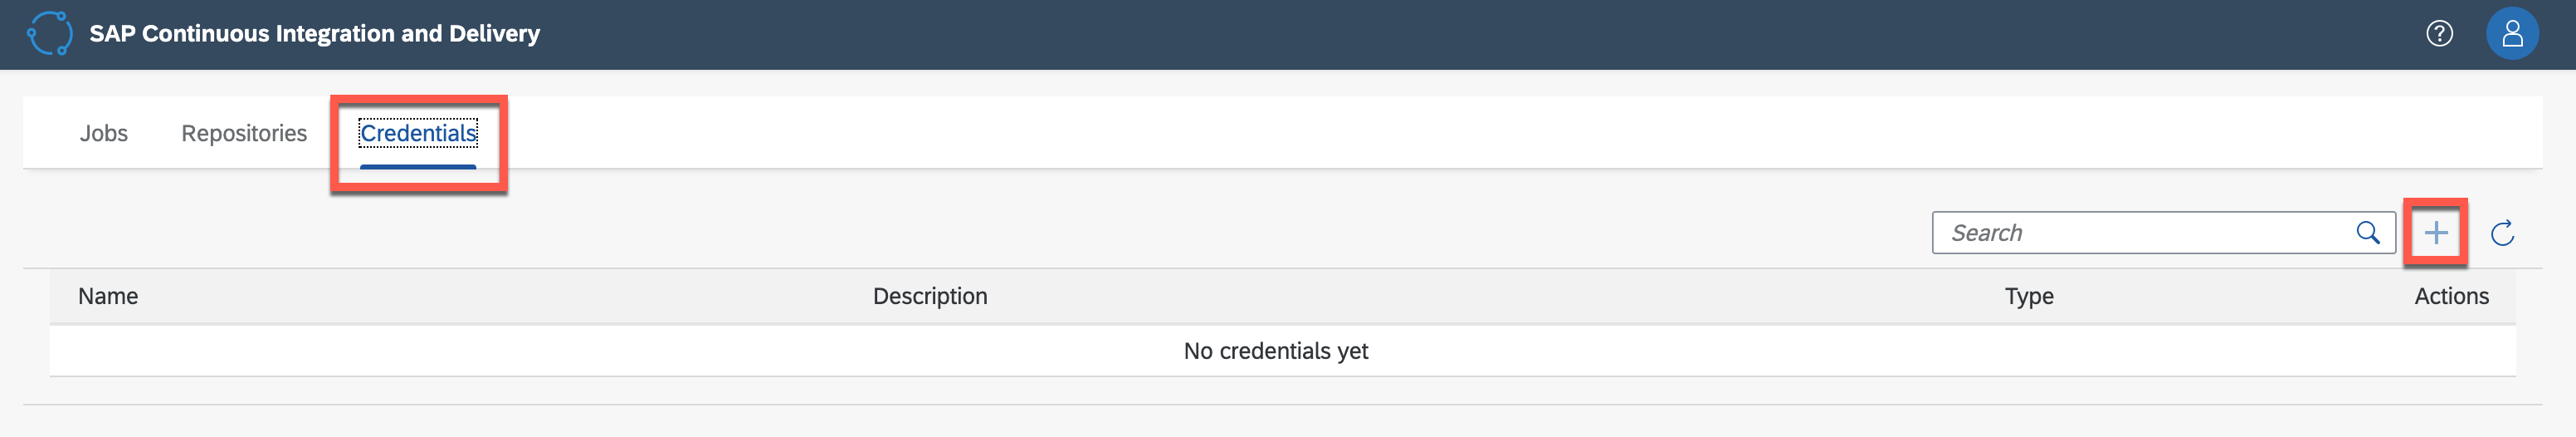 SAP Continuous Integration and Delivery
Jobs Repositories Credentials
Search
Name Description Type Actions
No credentials yet